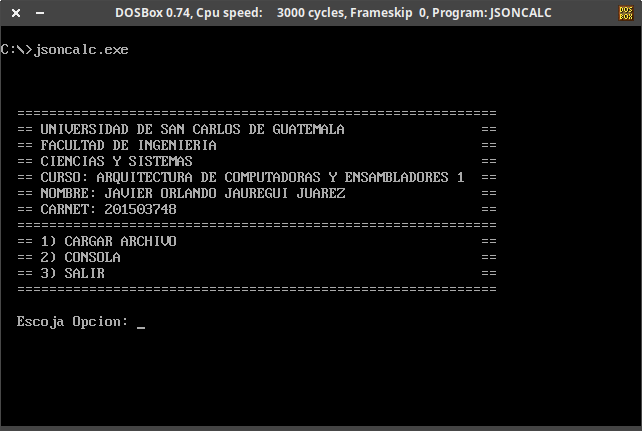 DOSBox 0.74, Cpu speed: 3000 cycles, Frameskip 0, Program: JSONCALC
DOS BOX
C:\>jsoncalc.exe
============================================================
== UNIVERSIDAD DE SAN CARLOS DE GUATEMALA ==
== FACULTAD DE INGENIERIA ==
== CIENCIAS Y SISTEMAS ==
== CURSO: ARQUITECTURA DE COMPUTADORAS Y ENSAMBLADORES 1 ==
== NOMBRE: JAVIER ORLANDO JAUREGUI JUAREZ ==
== CARNET: 201503748 ==
============================================================
== 1) CARGAR ARCHIVO ==
== 2) CONSOLA ==
== 3) SALIR ==
============================================================
Escoja Opcion: _